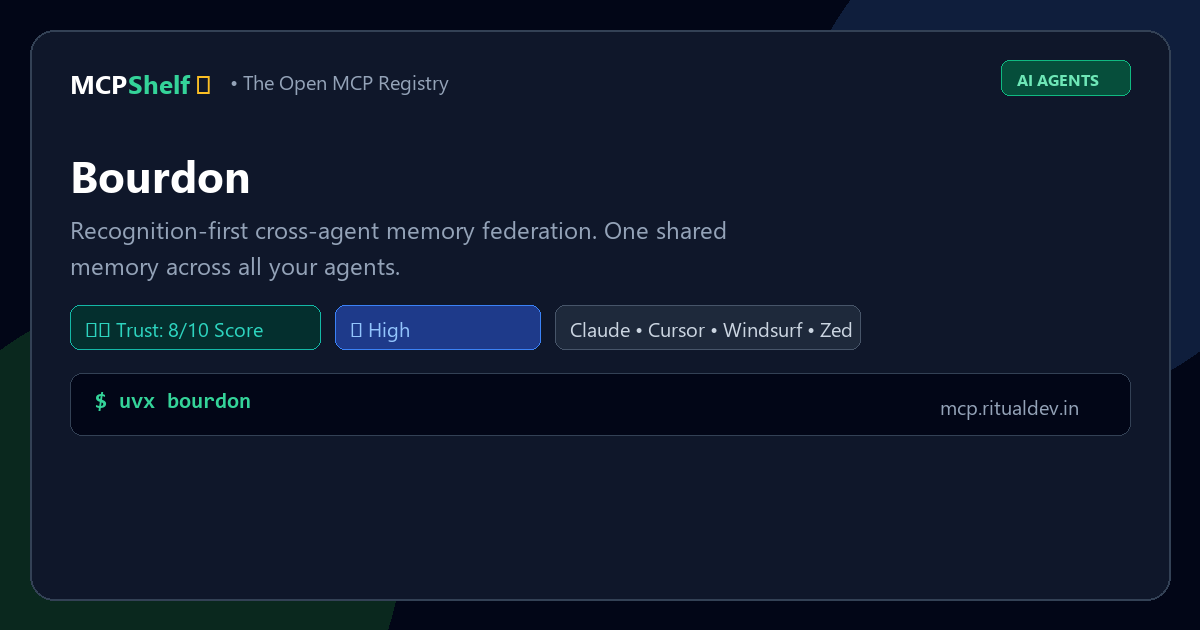 MCPShelf • The Open MCP Registry
AI AGENTS
Bourdon
Recognition-first cross-agent memory federation. One shared
memory across all your agents.
Trust: 8/10 Score
High
Claude • Cursor • Windsurf • Zed
$ uvx bourdon
mcp.ritualdev.in